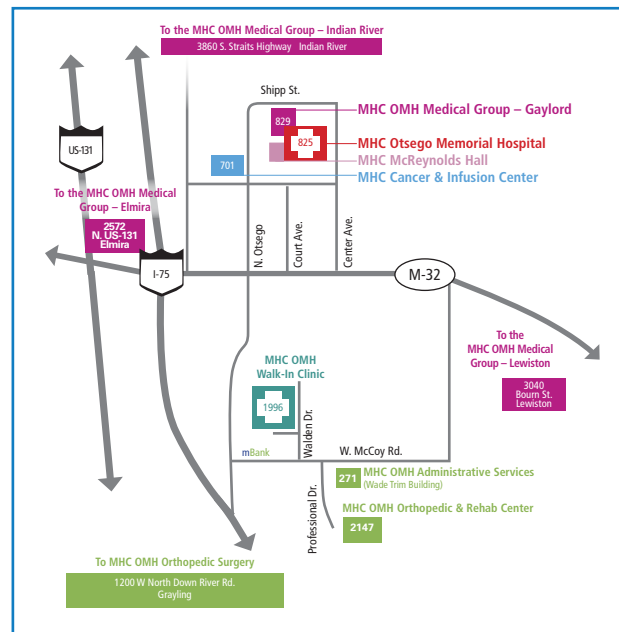 To the MHC OMH Medical Group – Indian River
3860 S. Straits Highway Indian River
Shipp St.
MHC OMH Medical Group – Gaylord
829
825
MHC Otsego Memorial Hospital
MHC McReynolds Hall
701
MHC Cancer & Infusion Center
US-131
To the MHC OMH Medical
Group – Elmira
2572
N. US-131
Elmira
N. Otsego
Court Ave.
Center Ave.
I-75
M-32
To the
MHC OMH Medical
Group – Lewiston
3040
Bourn St.
Lewiston
MHC OMH
Walk-In Clinic
1996
Walden Dr.
mBank
W. McCoy Rd.
271
MHC OMH Administrative Services
(Wade Trim Building)
Professional Dr.
MHC OMH Orthopedic & Rehab Center
2147
To MHC OMH Orthopedic Surgery
1200 W North Down River Rd.
Grayling